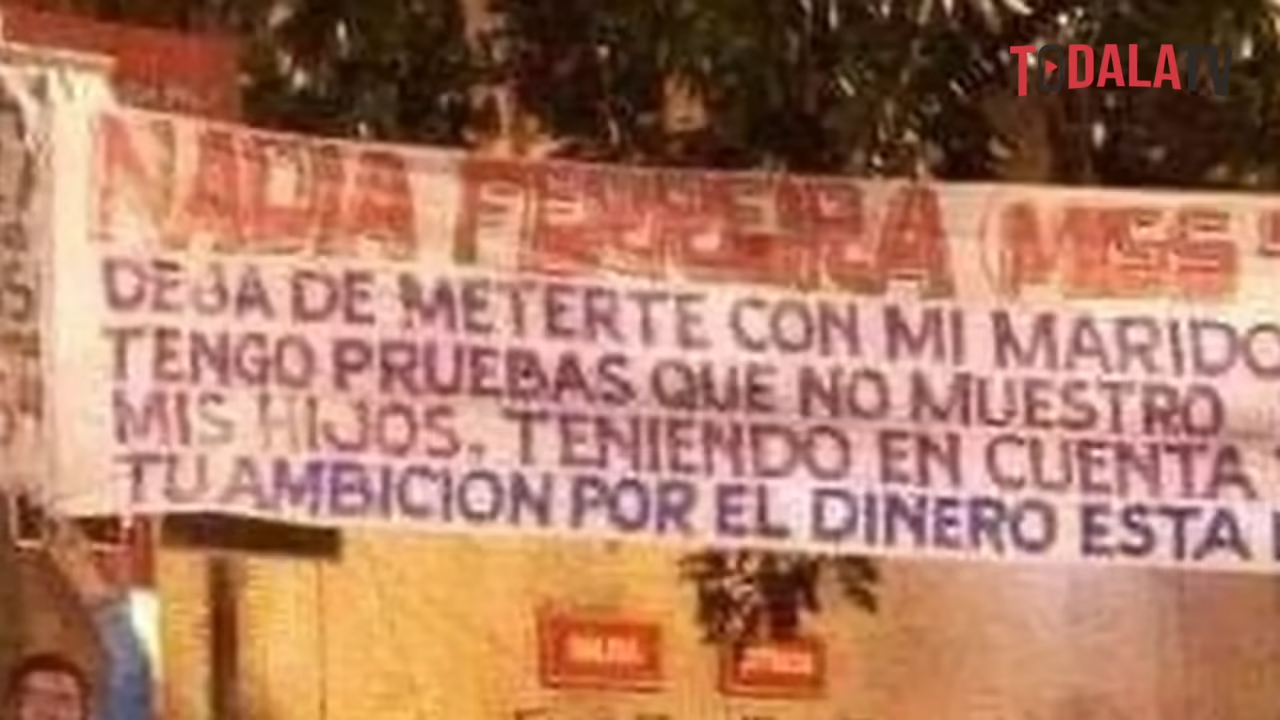 TODALATV
NADIA FERREIRA (MISS
DEJA DE METERTE CON MI MARIDO
TENGO PRUEBAS QUE NO MUESTRO
MIS HIJOS. TENIENDO EN CUENTA
TU AMBICION POR EL DINERO ESTA